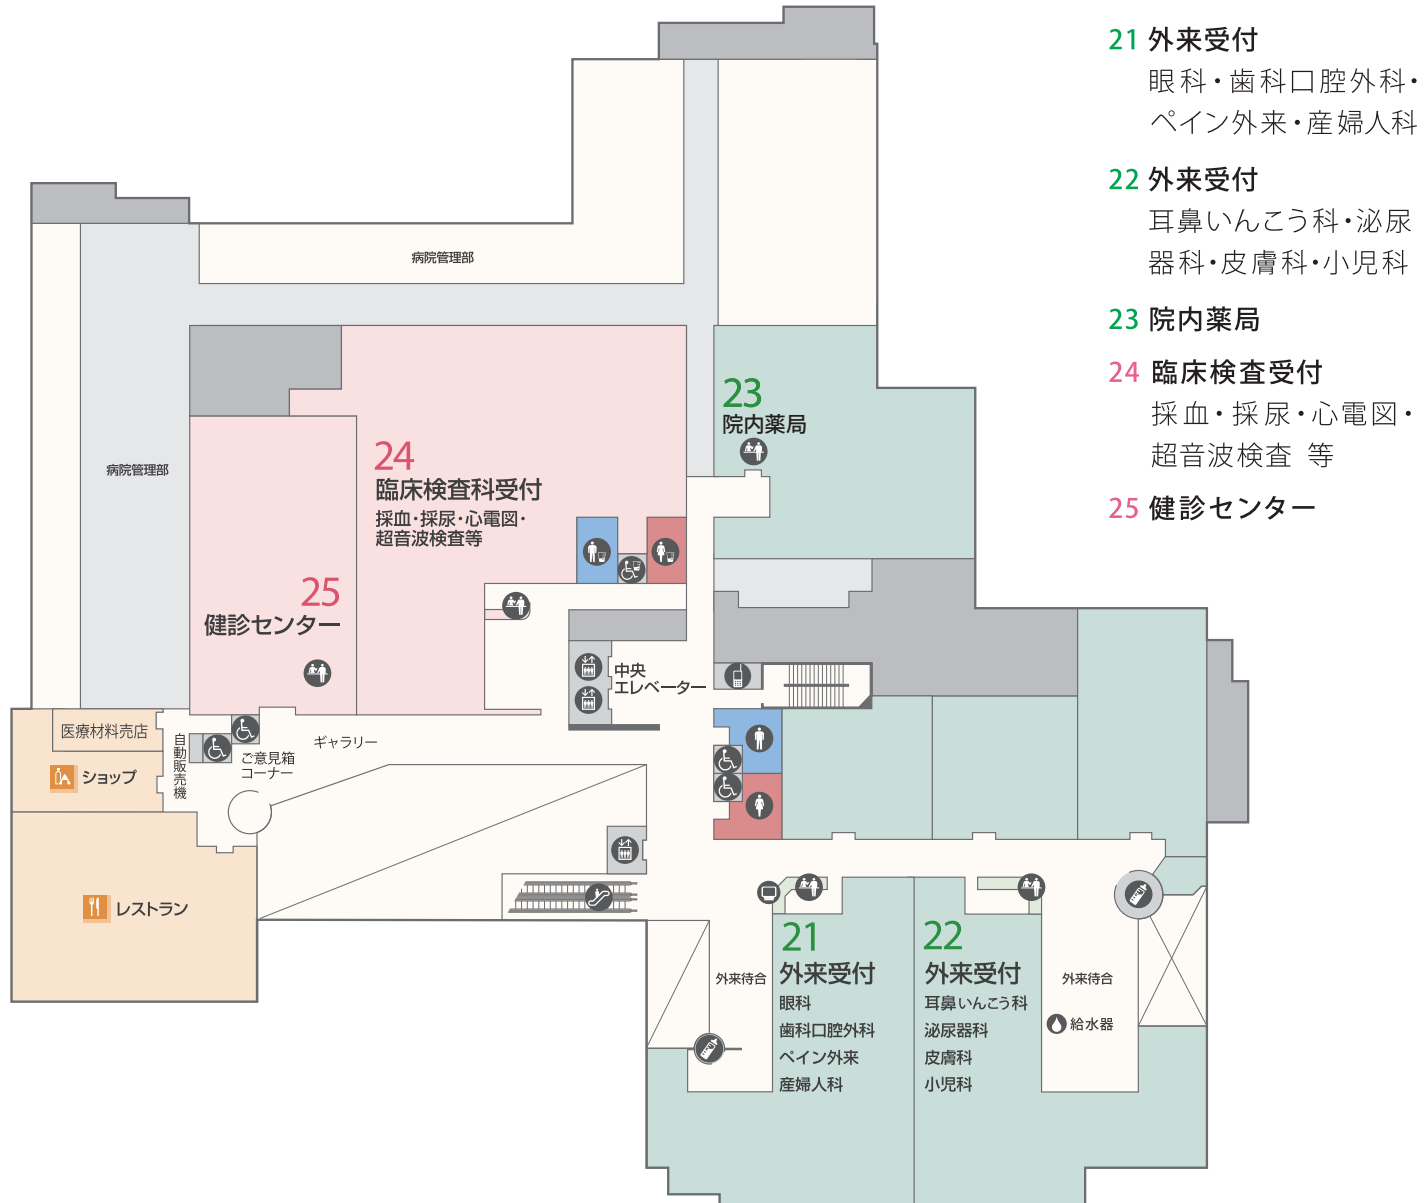 21 外来受付
眼科・歯科口腔外科・
ペイン外来・産婦人科
22 外来受付
耳鼻いんこう科・泌尿
器科・皮膚科・小児科
23 院内薬局
24 臨床検査受付
採血・採尿・心電図・
超音波検査 等
25 健診センター
病院管理部
病院管理部
23
院内薬局
24
臨床検査科受付
採血・採尿・心電図・
超音波検査等
25
健診センター
中央
エレベーター
医療材料売店
ショップ
自動販売機
ご意見箱
コーナー
ギャラリー
レストラン
外来待合
21
外来受付
眼科
歯科口腔外科
ペイン外来
産婦人科
22
外来受付
耳鼻いんこう科
泌尿器科
皮膚科
小児科
外来待合
給水器